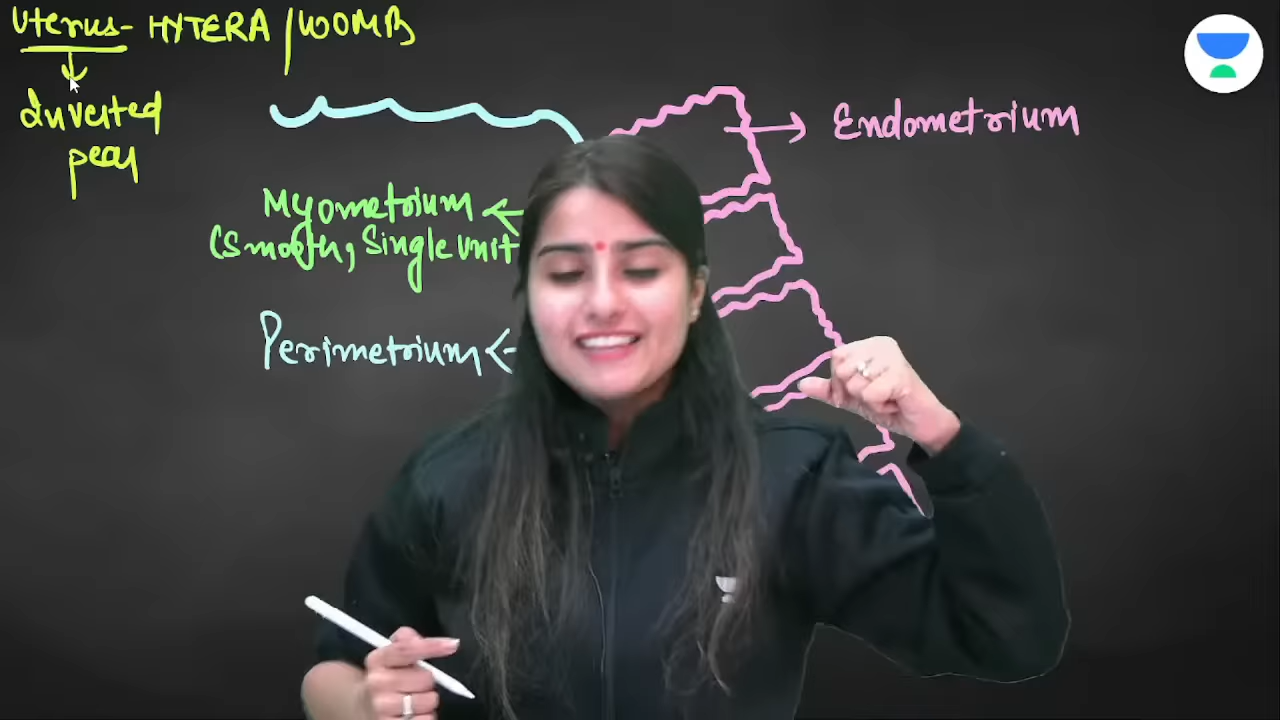 Uterus- HYTERA / WOMB
Inverted
pear
Endometrium
Myometrium
(Smooth, Single unit
Perimetrium